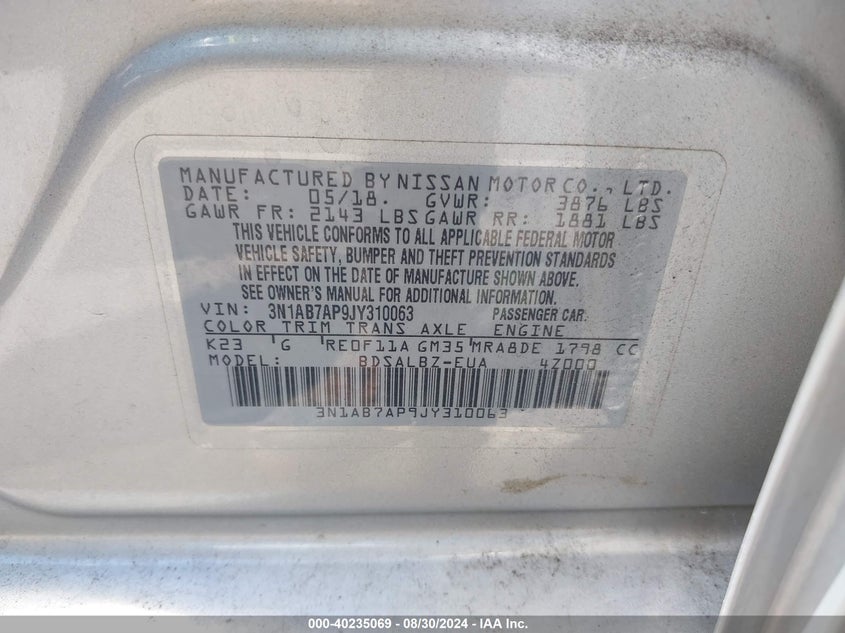 MANUFACTURED BY NISSAN MOTOR CO., LTD.
DATE: 05/18. GVWR: 3876 LBS
GAWR FR: 2143 LBS GAWR RR: 1881 LBS
THIS VEHICLE CONFORMS TO ALL APPLICABLE FEDERAL MOTOR
VEHICLE SAFETY, BUMPER AND THEFT PREVENTION STANDARDS
IN EFFECT ON THE DATE OF MANUFACTURE SHOWN ABOVE.
SEE OWNER'S MANUAL FOR ADDITIONAL INFORMATION.
VIN: 3N1AB7AP9JY310063 PASSENGER CAR.
COLOR TRIM TRANS AXLE ENGINE
K23 G RE0F11A GM35 MRA8DE 1798 CC
MODEL: BDSALBZ-EUA 4Z000
3N1AB7AP9JY310063
000-40235069 | 08/30/2024 | IAA Inc.